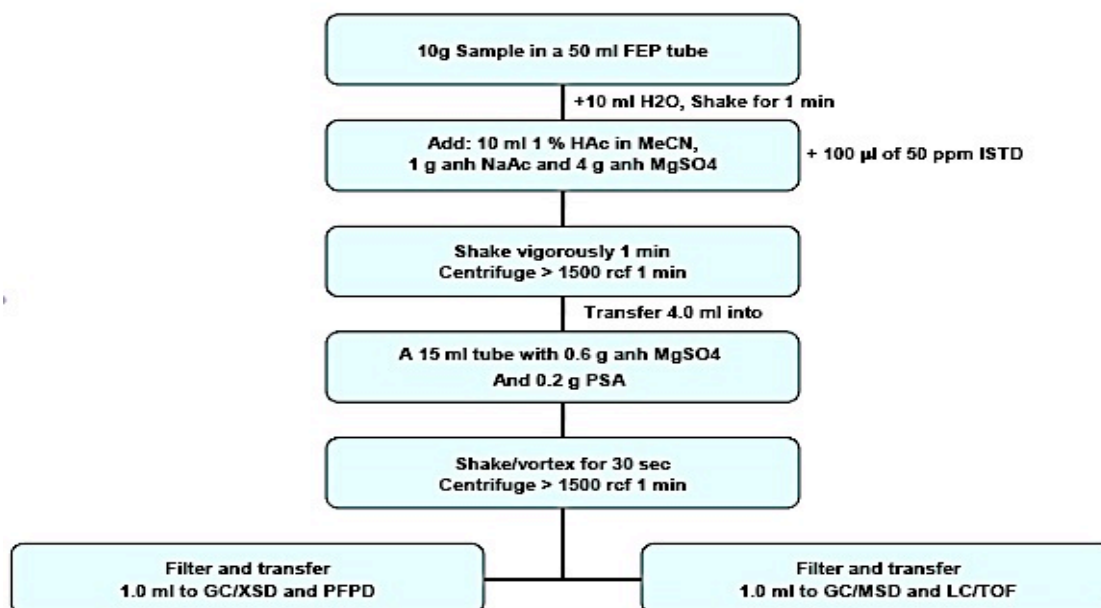 10g Sample in a 50 ml FEP tube
+10 ml H2O, Shake for 1 min
Add: 10 ml 1 % HAc in MeCN,
1 g anh NaAc and 4 g anh MgSO4
+ 100 µl of 50 ppm ISTD
Shake vigorously 1 min
Centrifuge > 1500 rcf 1 min
Transfer 4.0 ml into
A 15 ml tube with 0.6 g anh MgSO4
And 0.2 g PSA
Shake/vortex for 30 sec
Centrifuge > 1500 rcf 1 min
Filter and transfer
1.0 ml to GC/XSD and PFPD
Filter and transfer
1.0 ml to GC/MSD and LC/TOF